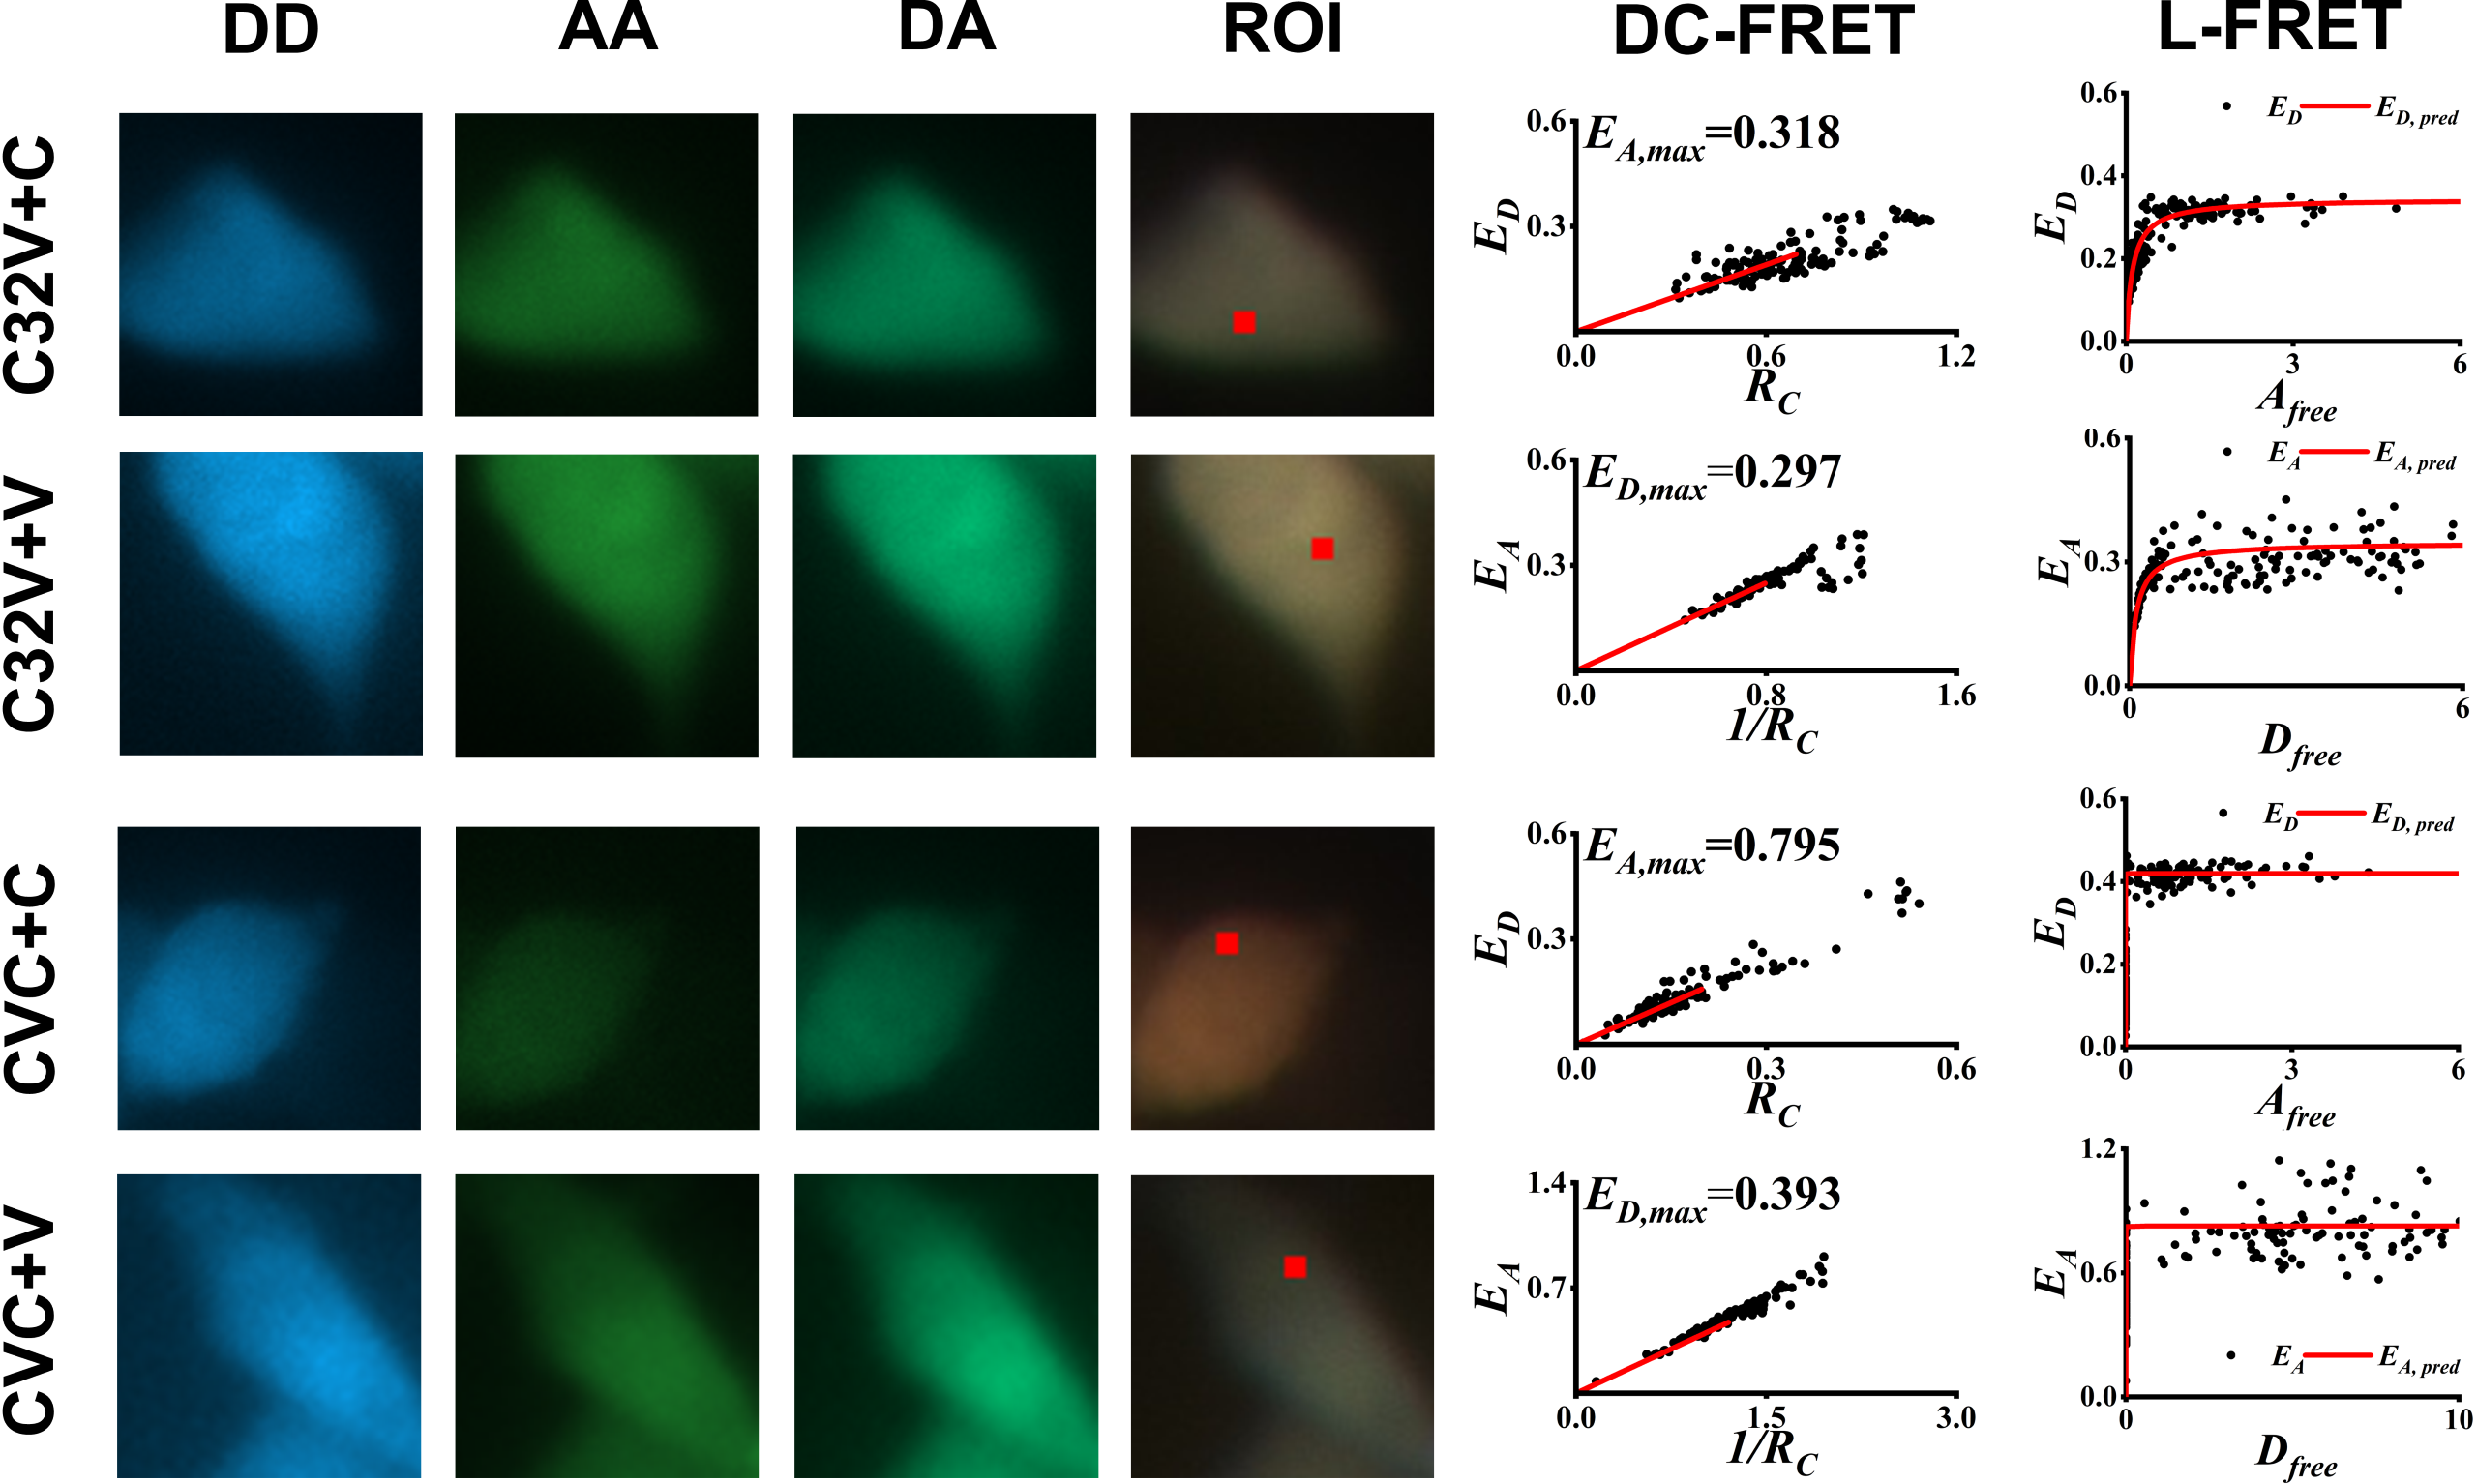 DD AA DA ROI DC-FRET L-FRET
C32V+C
0.6
0.3
E_D
E_A,max=0.318
0.0 0.6 1.2
R_C
0.6
0.4
0.2
0.0
E_D
E_D E_D, pred
0 3 6
A_free
C32V+V
0.6
0.3
E_A
E_D,max=0.297
0.0 0.8 1.6
1/R_C
0.6
0.3
0.0
E_A
E_A E_A, pred
0 6
D_free
CVC+C
0.6
0.3
E_D
E_A,max=0.795
0.0 0.3 0.6
R_C
0.6
0.4
0.2
0.0
E_D
E_D E_D, pred
0 3 6
A_free
CVC+V
1.4
0.7
E_A
E_D,max=0.393
0.0 1.5 3.0
1/R_C
1.2
0.6
0.0
E_A
E_A E_A, pred
0 10
D_free